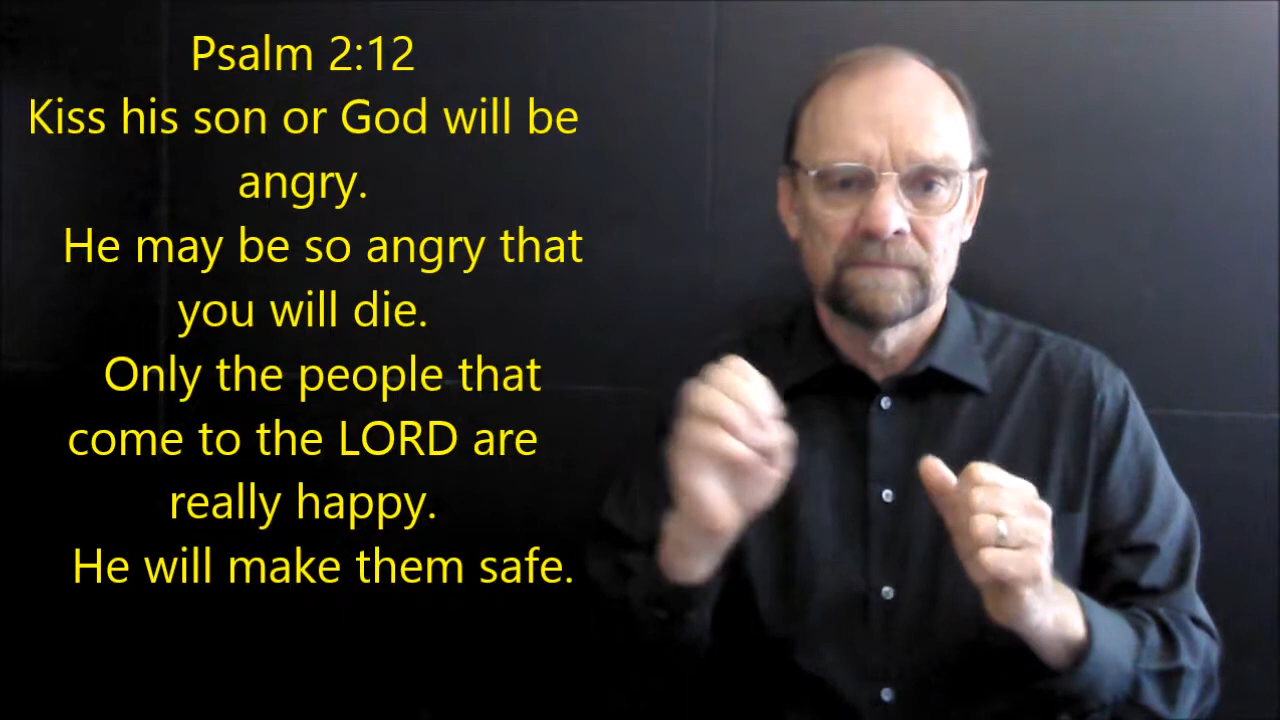 Psalm 2:12
Kiss his son or God will be
angry.
He may be so angry that
you will die.
Only the people that
come to the LORD are
really happy.
He will make them safe.